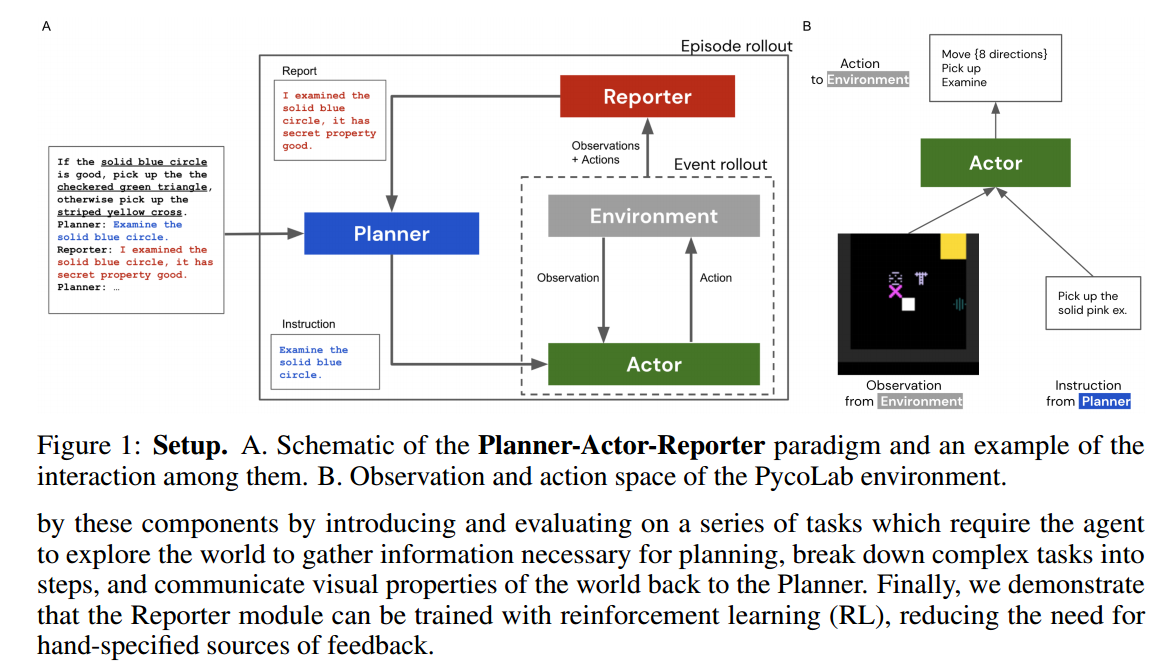 A
Episode rollout
Report
I examined the
solid blue
circle, it has
secret property
good.
Reporter
Observations
+ Actions
Event rollout
If the solid blue circle
is good, pick up the the
checkered green triangle,
otherwise pick up the
striped yellow cross.
Planner: Examine the
solid blue circle.
Reporter: I examined the
solid blue circle, it has
secret property good.
Planner: …
Planner
Environment
Observation
Action
Instruction
Examine the
solid blue
circle.
Actor
B
Action
to Environment
Move {8 directions}
Pick up
Examine
Actor
Pick up the
solid pink ex.
Observation
from Environment
Instruction
from Planner
Figure 1: Setup. A. Schematic of the Planner-Actor-Reporter paradigm and an example of the
interaction among them. B. Observation and action space of the PycoLab environment.
by these components by introducing and evaluating on a series of tasks which require the agent
to explore the world to gather information necessary for planning, break down complex tasks into
steps, and communicate visual properties of the world back to the Planner. Finally, we demonstrate
that the Reporter module can be trained with reinforcement learning (RL), reducing the need for
hand-specified sources of feedback.